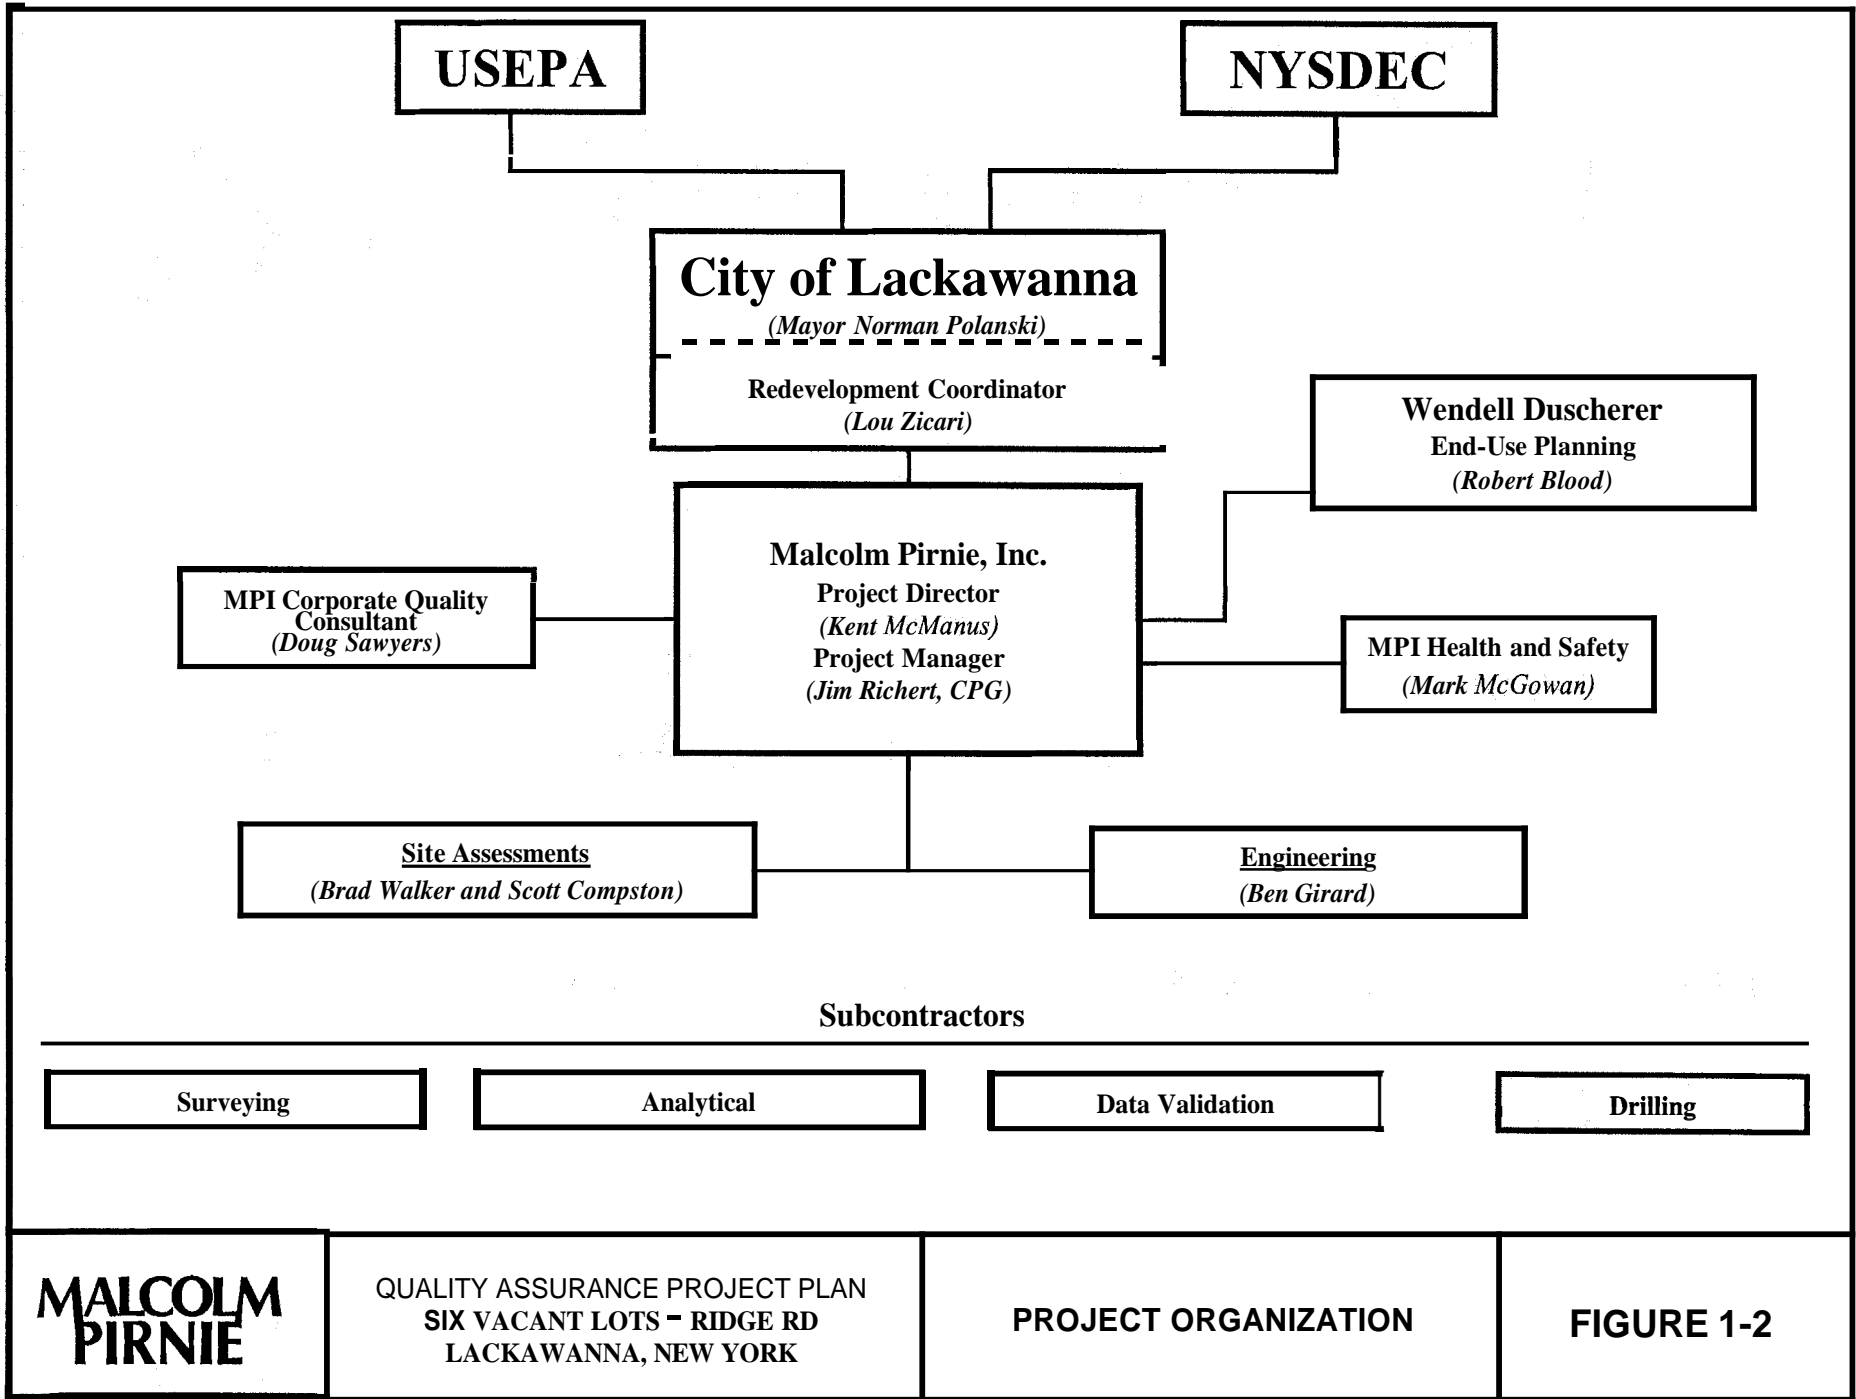 USEPA
NYSDEC
City of Lackawanna
(Mayor Norman Polanski)
Redevelopment Coordinator
(Lou Zicari)
Wendell Duscherer
End-Use Planning
(Robert Blood)
Malcolm Pirnie, Inc.
Project Director
(Kent McManus)
Project Manager
(Jim Richert, CPG)
MPI Corporate Quality
Consultant
(Doug Sawyers)
MPI Health and Safety
(Mark McGowan)
Site Assessments
(Brad Walker and Scott Compston)
Engineering
(Ben Girard)
Subcontractors
Surveying
Analytical
Data Validation
Drilling
MALCOLM
PIRNIE
QUALITY ASSURANCE PROJECT PLAN
SIX VACANT LOTS - RIDGE RD
LACKAWANNA, NEW YORK
PROJECT ORGANIZATION
FIGURE 1-2